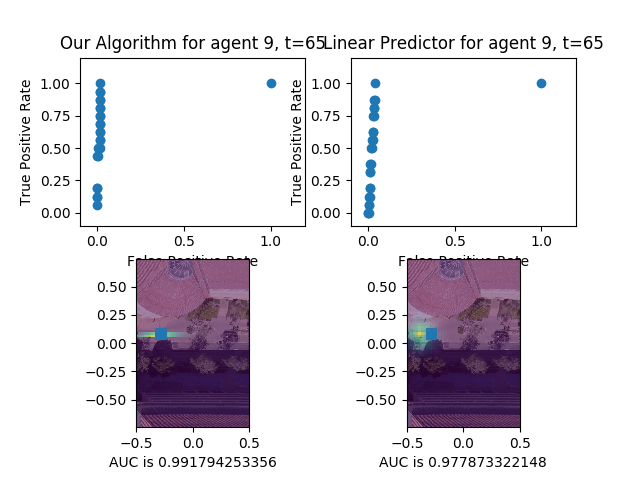 Our Algorithm for agent 9, t=65
Linear Predictor for agent 9, t=65
True Positive Rate
1.00
0.75
0.50
0.25
0.00
0.0 0.5 1.0
False Positive Rate
True Positive Rate
1.00
0.75
0.50
0.25
0.00
0.0 0.5 1.0
False Positive Rate
0.50
0.25
0.00
−0.25
−0.50
−0.5 0.0 0.5
AUC is 0.991794253356
0.50
0.25
0.00
−0.25
−0.50
−0.5 0.0 0.5
AUC is 0.977873322148